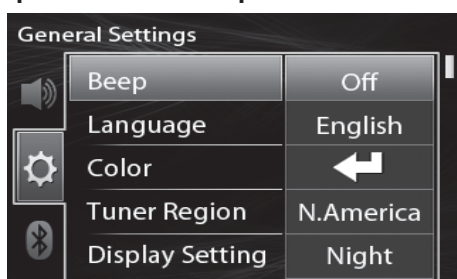 General Settings
Beep Off
Language English
Color
Tuner Region N.America
Display Setting Night